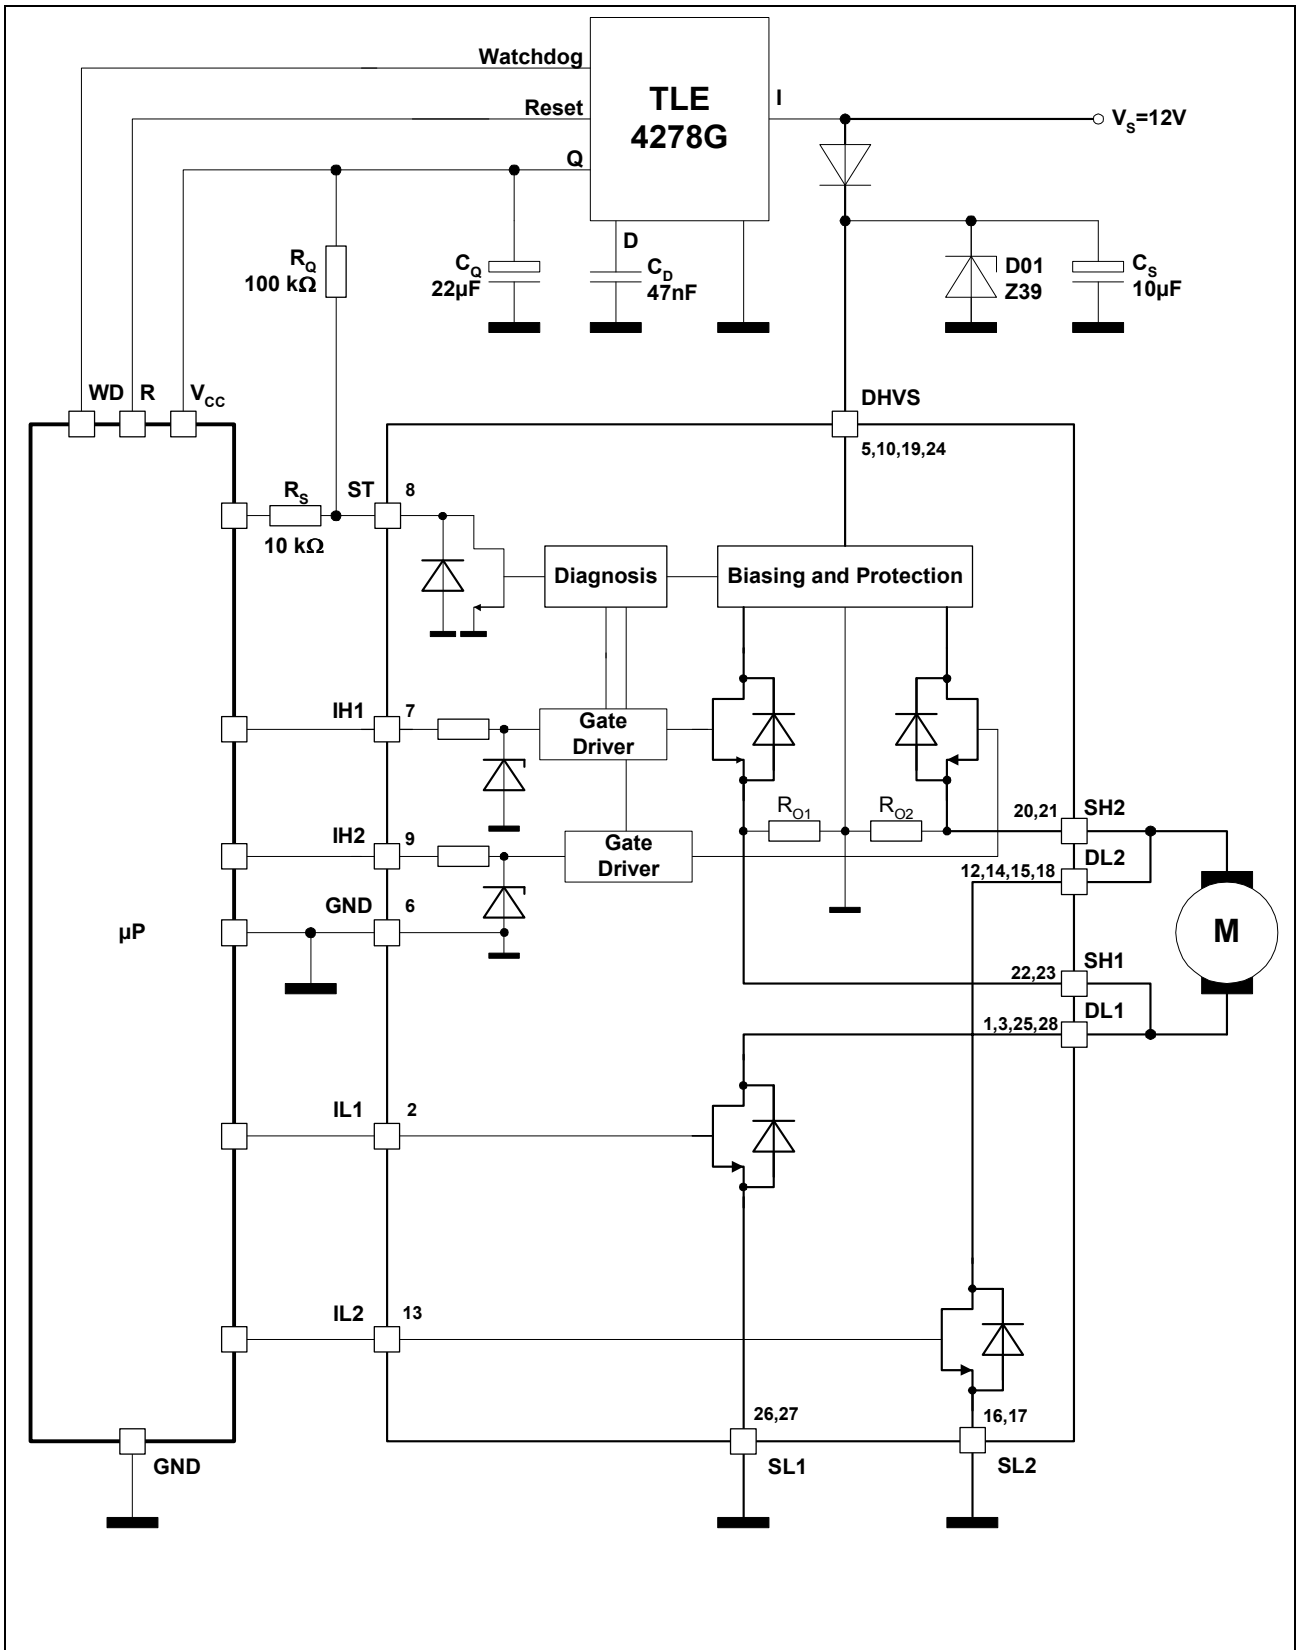 Watchdog
Reset
Q
TLE
4278G
I
V_S=12V
D
R_Q
100 kΩ
C_Q
22µF
C_D
47nF
D01
Z39
C_S
10µF
WD
R
V_CC
DHVS
5,10,19,24
R_S
10 kΩ
ST
8
Diagnosis
Biasing and Protection
IH1
7
Gate
Driver
R_O1
R_O2
20,21
SH2
IH2
9
Gate
Driver
12,14,15,18
DL2
GND
6
µP
M
22,23
SH1
1,3,25,28
DL1
IL1
2
IL2
13
26,27
16,17
GND
SL1
SL2